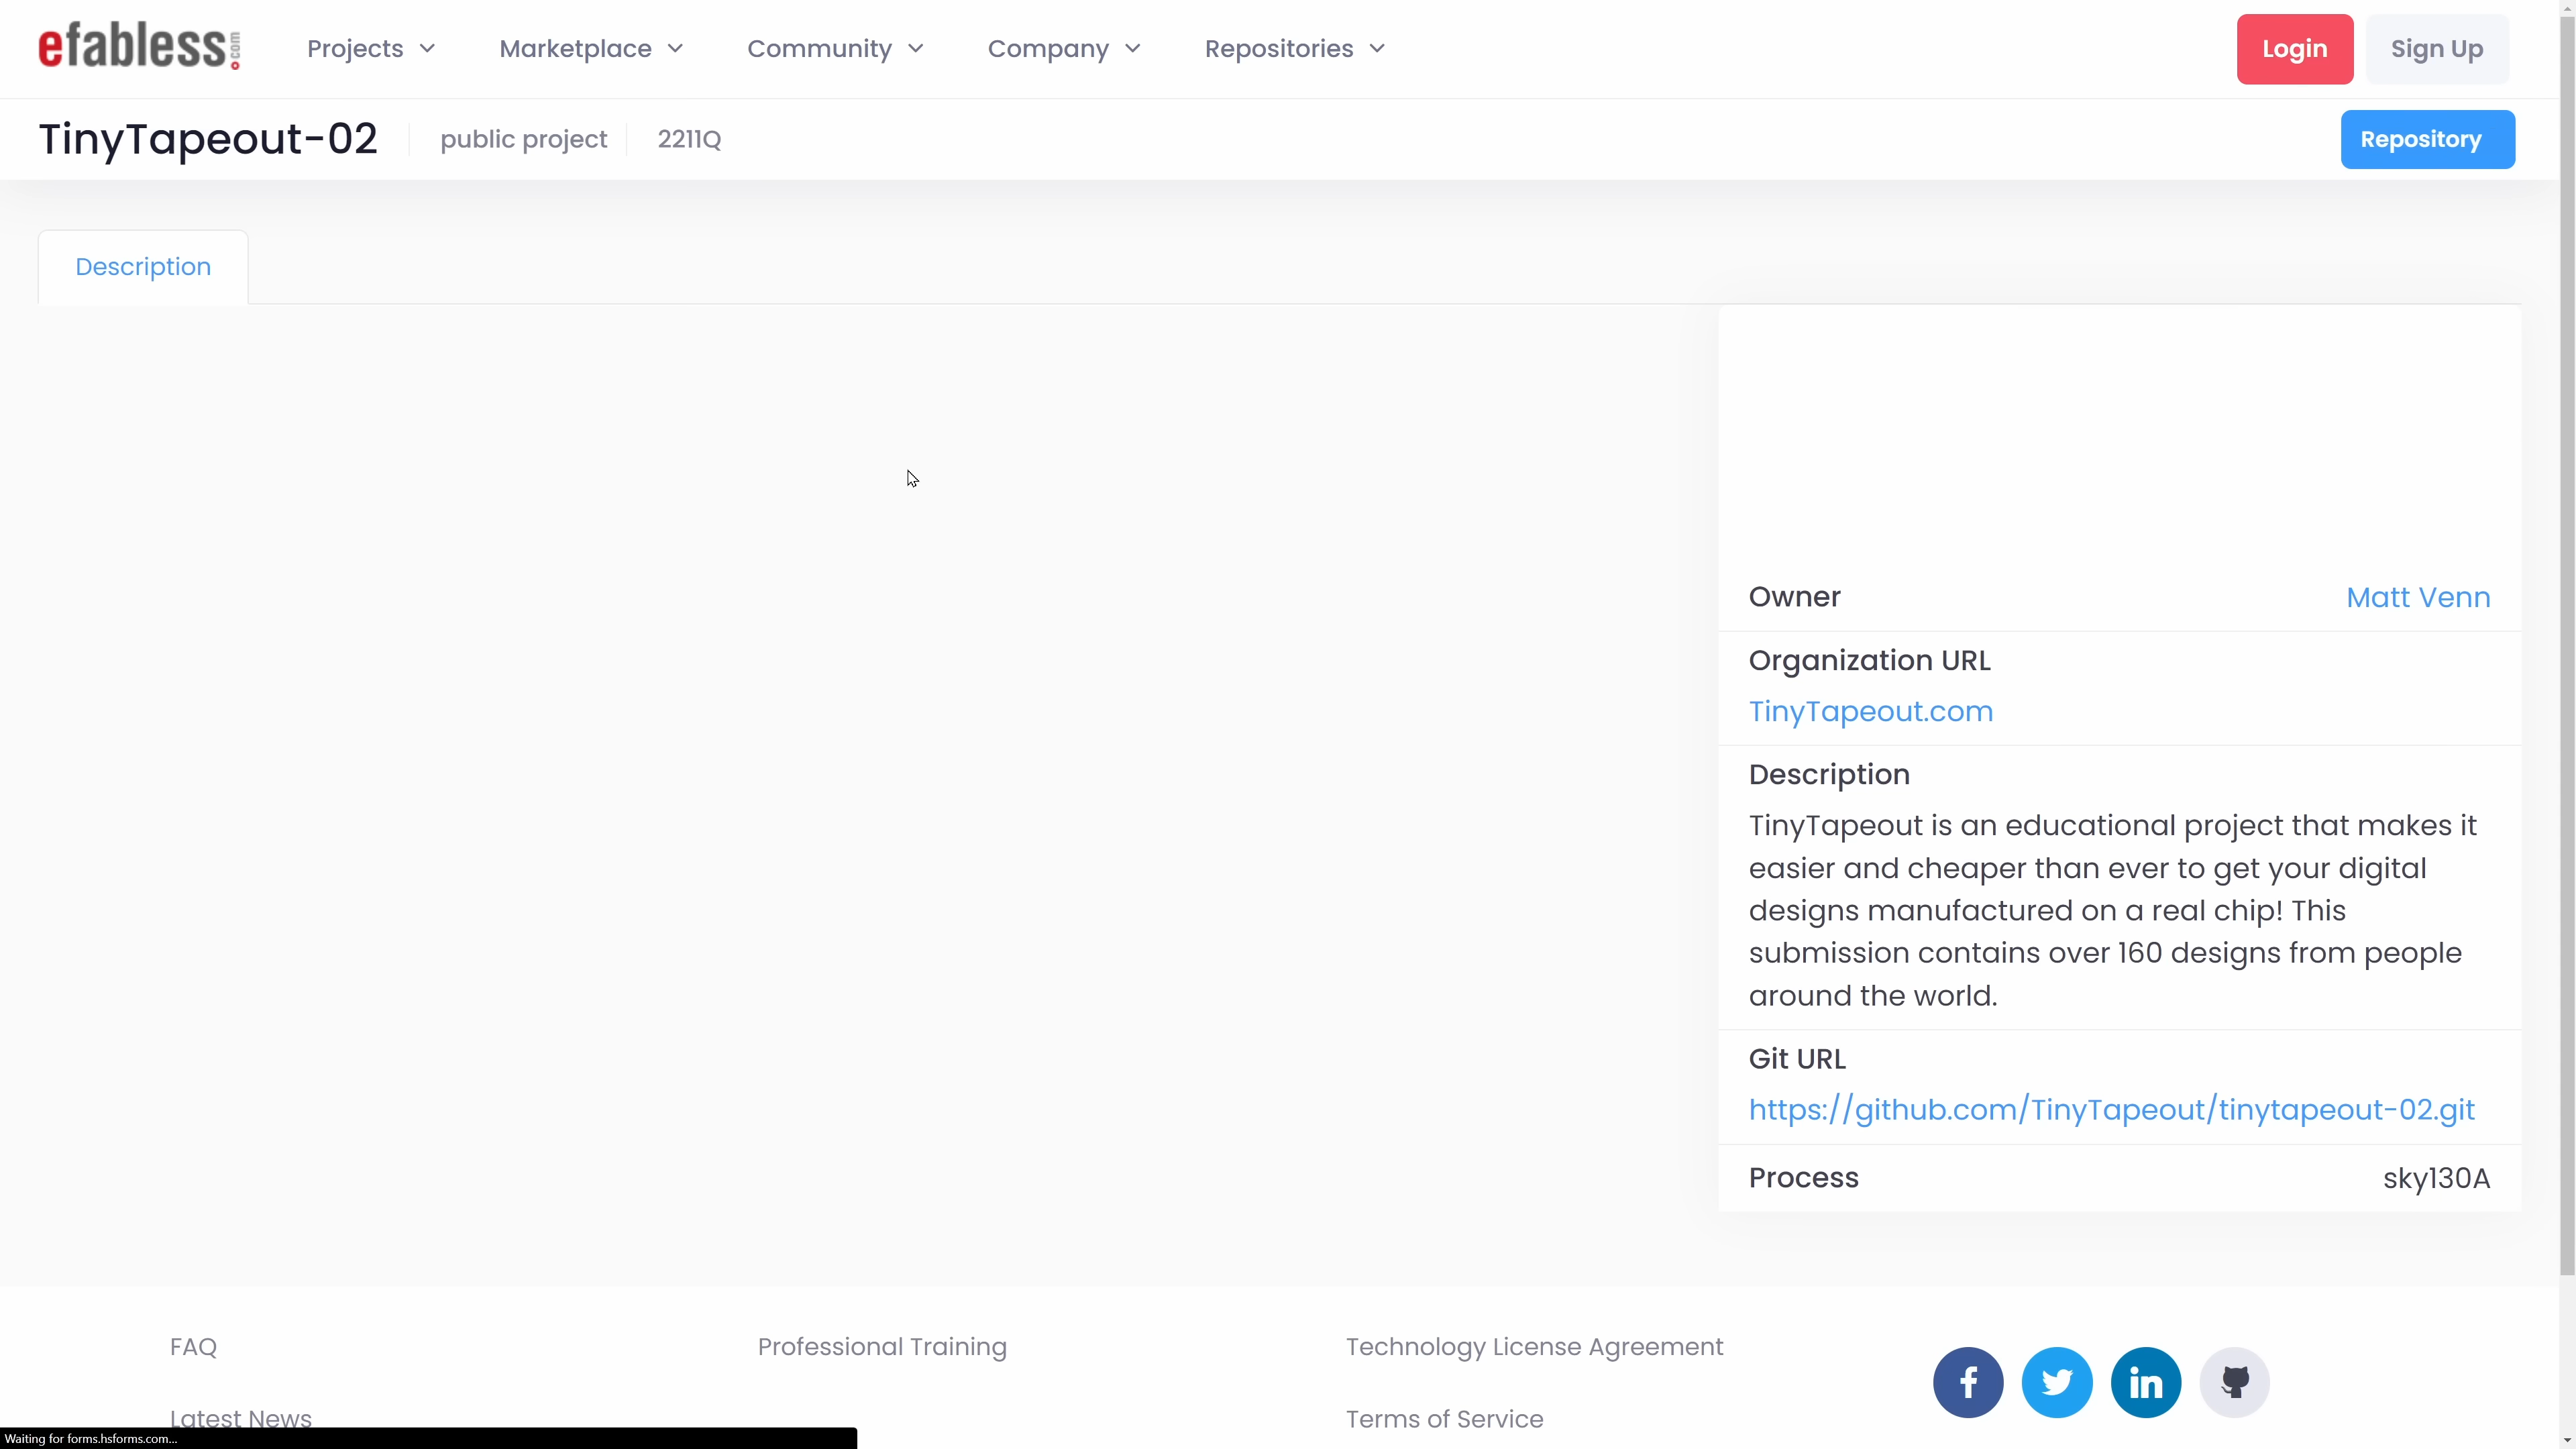 efabless.com
Projects
Marketplace
Community
Company
Repositories
Login
Sign Up
TinyTapeout-02
public project
2211Q
Repository
Description
Owner
Matt Venn
Organization URL
TinyTapeout.com
Description
TinyTapeout is an educational project that makes it
easier and cheaper than ever to get your digital
designs manufactured on a real chip! This
submission contains over 160 designs from people
around the world.
Git URL
https://github.com/TinyTapeout/tinytapeout-02.git
Process
sky130A
FAQ
Professional Training
Technology License Agreement
Latest News
Terms of Service
Waiting for forms.hsforms.com...